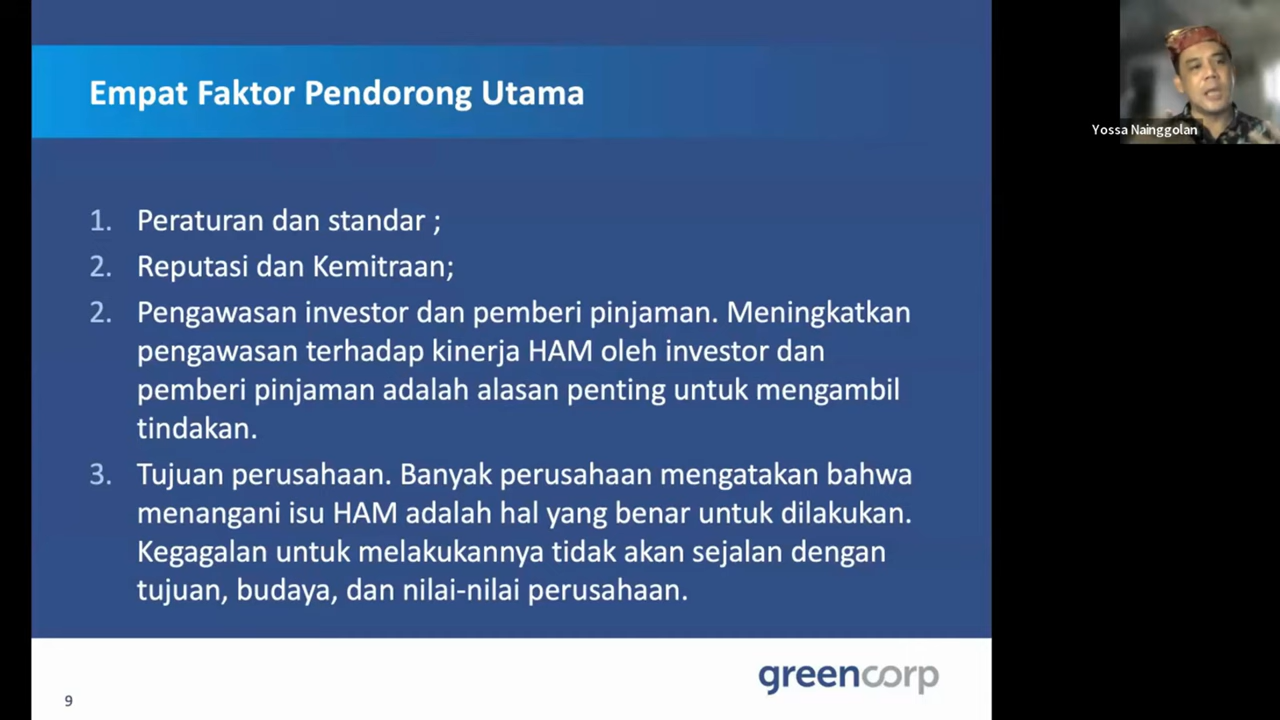 Empat Faktor Pendorong Utama
Yossa Nainggolan
1. Peraturan dan standar ;
2. Reputasi dan Kemitraan;
2. Pengawasan investor dan pemberi pinjaman. Meningkatkan
pengawasan terhadap kinerja HAM oleh investor dan
pemberi pinjaman adalah alasan penting untuk mengambil
tindakan.
3. Tujuan perusahaan. Banyak perusahaan mengatakan bahwa
menangani isu HAM adalah hal yang benar untuk dilakukan.
Kegagalan untuk melakukannya tidak akan sejalan dengan
tujuan, budaya, dan nilai-nilai perusahaan.
greencorp
9